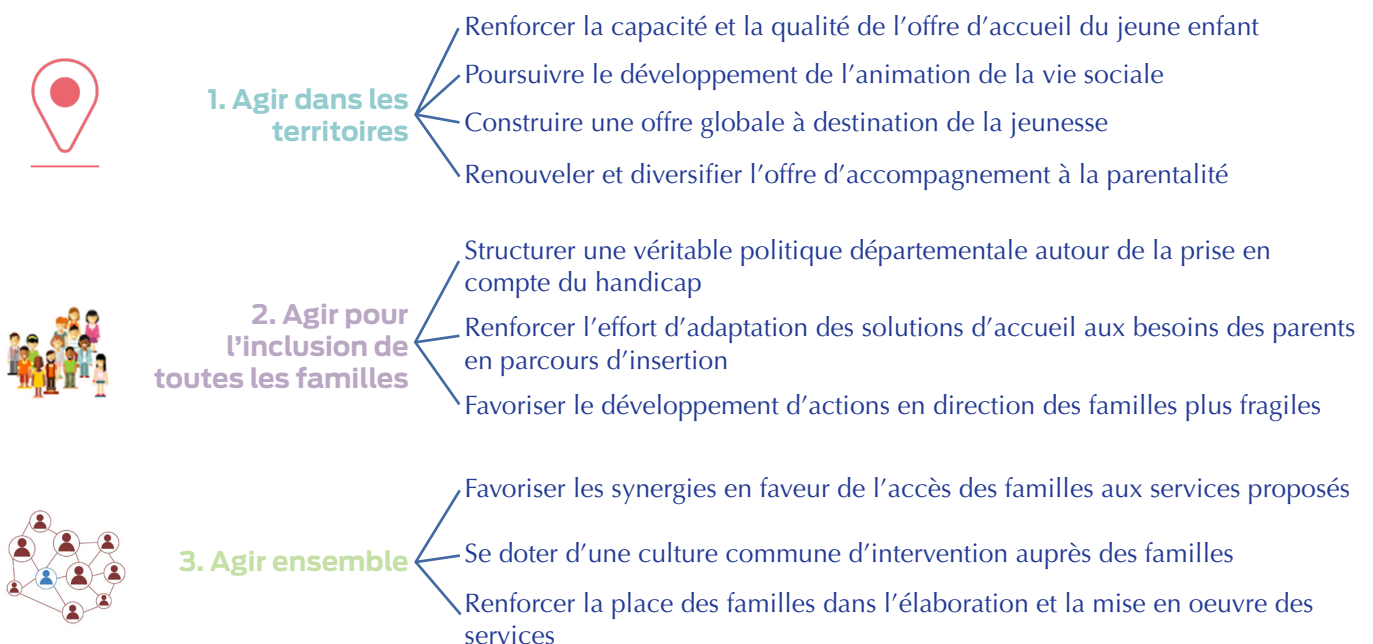 1. Agir dans les
territoires
Renforcer la capacité et la qualité de l’offre d’accueil du jeune enfant
Poursuivre le développement de l’animation de la vie sociale
Construire une offre globale à destination de la jeunesse
Renouveler et diversifier l’offre d’accompagnement à la parentalité
2. Agir pour
l’inclusion de
toutes les familles
Structurer une véritable politique départementale autour de la prise en
compte du handicap
Renforcer l’effort d’adaptation des solutions d’accueil aux besoins des parents
en parcours d’insertion
Favoriser le développement d’actions en direction des familles plus fragiles
3. Agir ensemble
Favoriser les synergies en faveur de l’accès des familles aux services proposés
Se doter d’une culture commune d’intervention auprès des familles
Renforcer la place des familles dans l’élaboration et la mise en oeuvre des
services